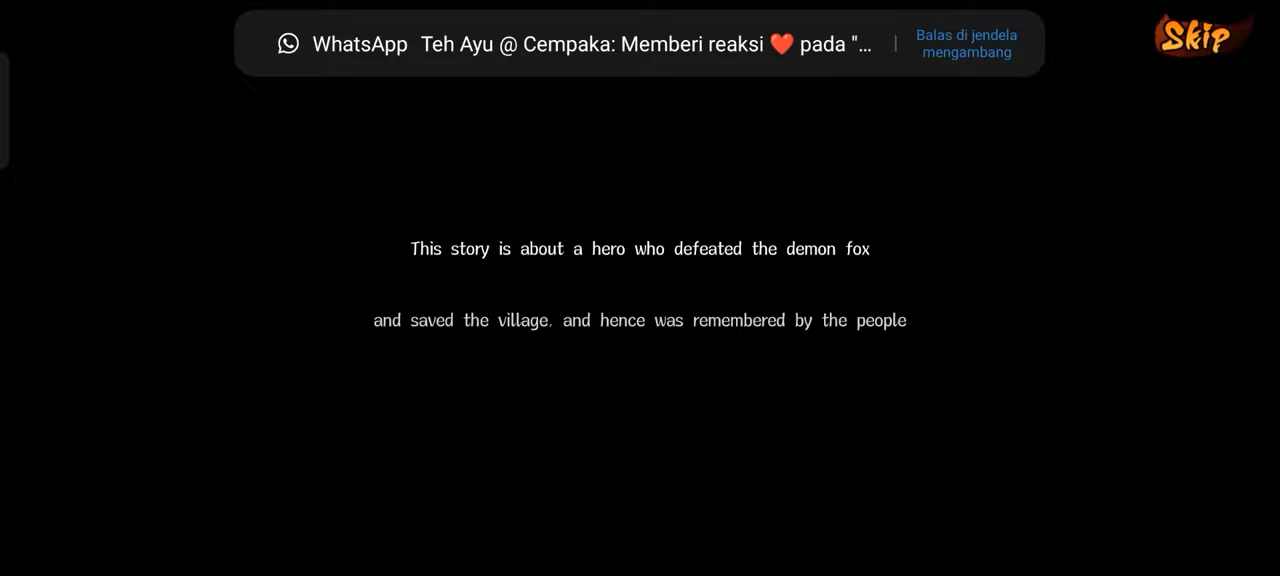 WhatsApp Teh Ayu @ Cempaka: Memberi reaksi ❤️ pada "... | Balas di jendela
mengambang
Skip
This story is about a hero who defeated the demon fox
and saved the village, and hence was remembered by the people